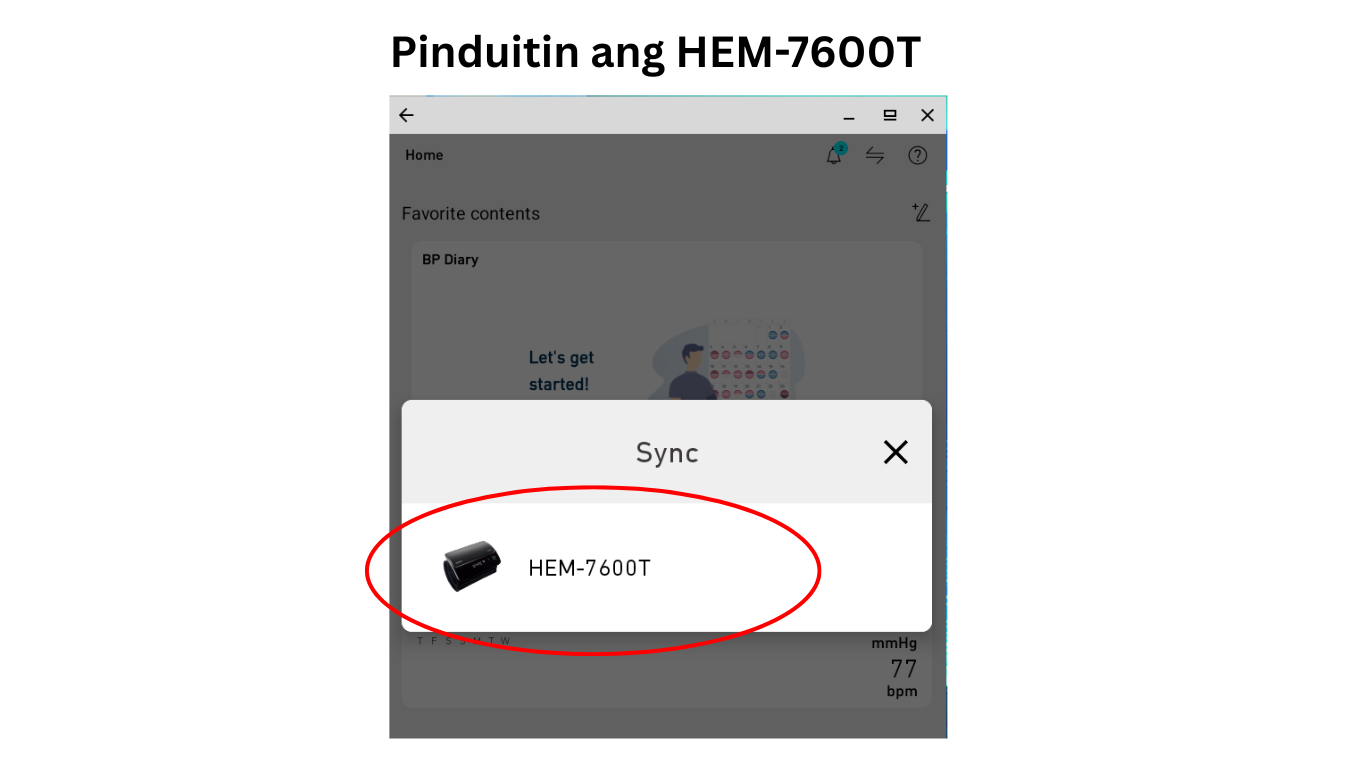 Pinduitin ang HEM-7600T
Home
2
Favorite contents
BP Diary
Let's get
started!
Sync
HEM-7600T
T F S S M T W
mmHg
77
bpm